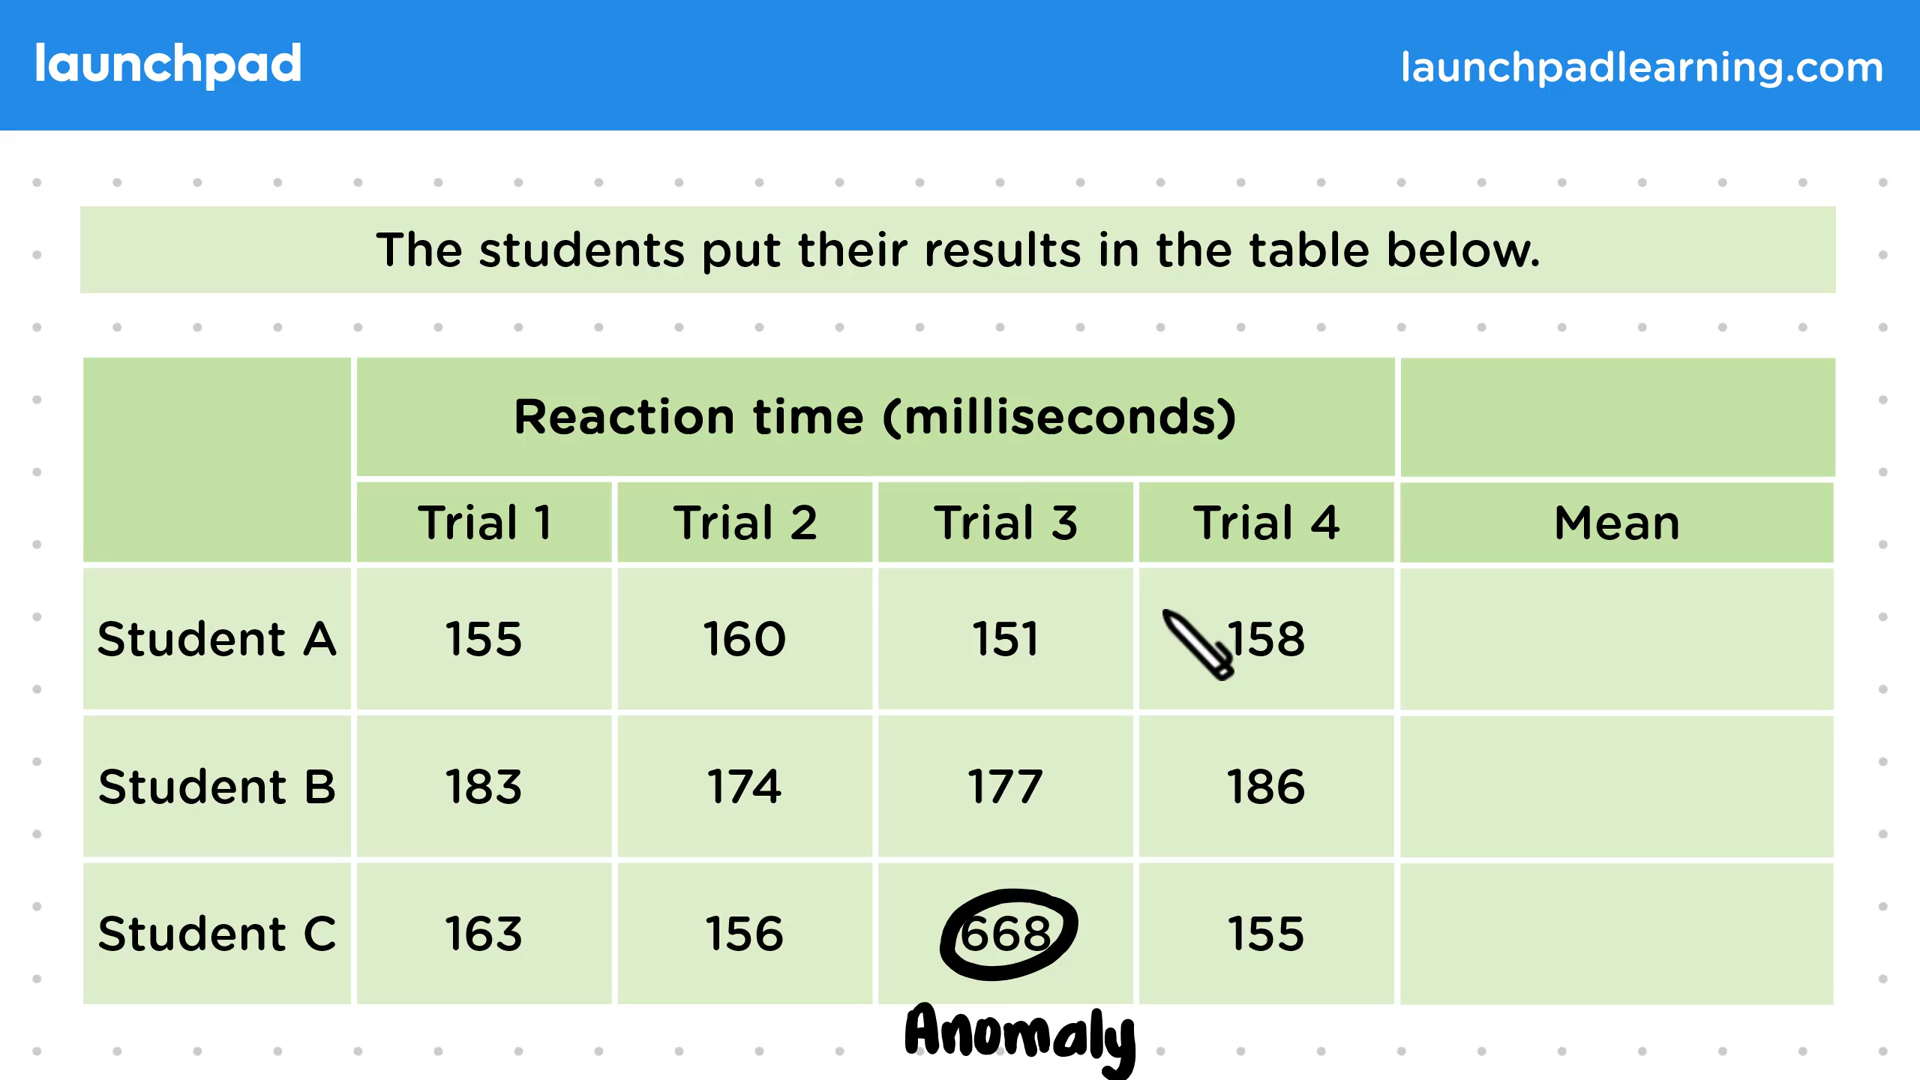 launchpad
launchpadlearning.com
The students put their results in the table below.
Reaction time (milliseconds)
Trial 1 Trial 2 Trial 3 Trial 4 Mean
Student A 155 160 151 158
Student B 183 174 177 186
Student C 163 156 668 155
Anomaly